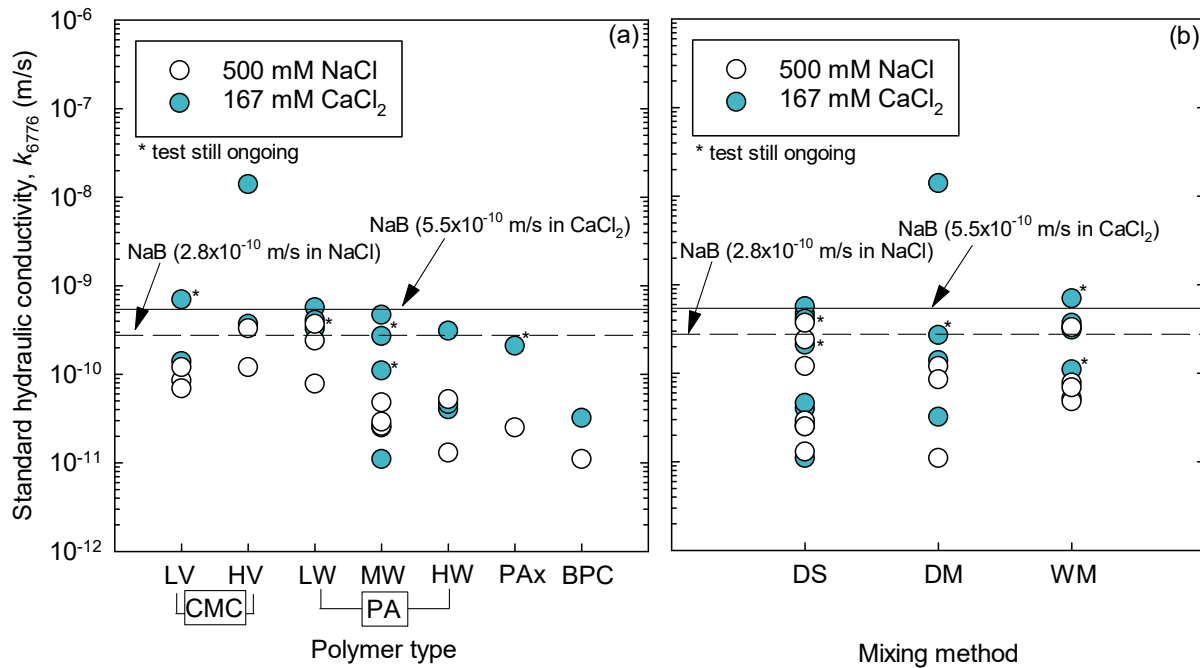 Standard hydraulic conductivity, k6776 (m/s)
10-6
10-7
10-8
10-9
10-10
10-11
10-12
(a)
500 mM NaCl
167 mM CaCl2
* test still ongoing
NaB (5.5x10-10 m/s in CaCl2)
NaB (2.8x10-10 m/s in NaCl)
*
*
*
*
*
LV HV LW MW HW PAx BPC
CMC PA
Polymer type
(b)
500 mM NaCl
167 mM CaCl2
* test still ongoing
NaB (5.5x10-10 m/s in CaCl2)
NaB (2.8x10-10 m/s in NaCl)
*
*
*
*
*
DS DM WM
Mixing method